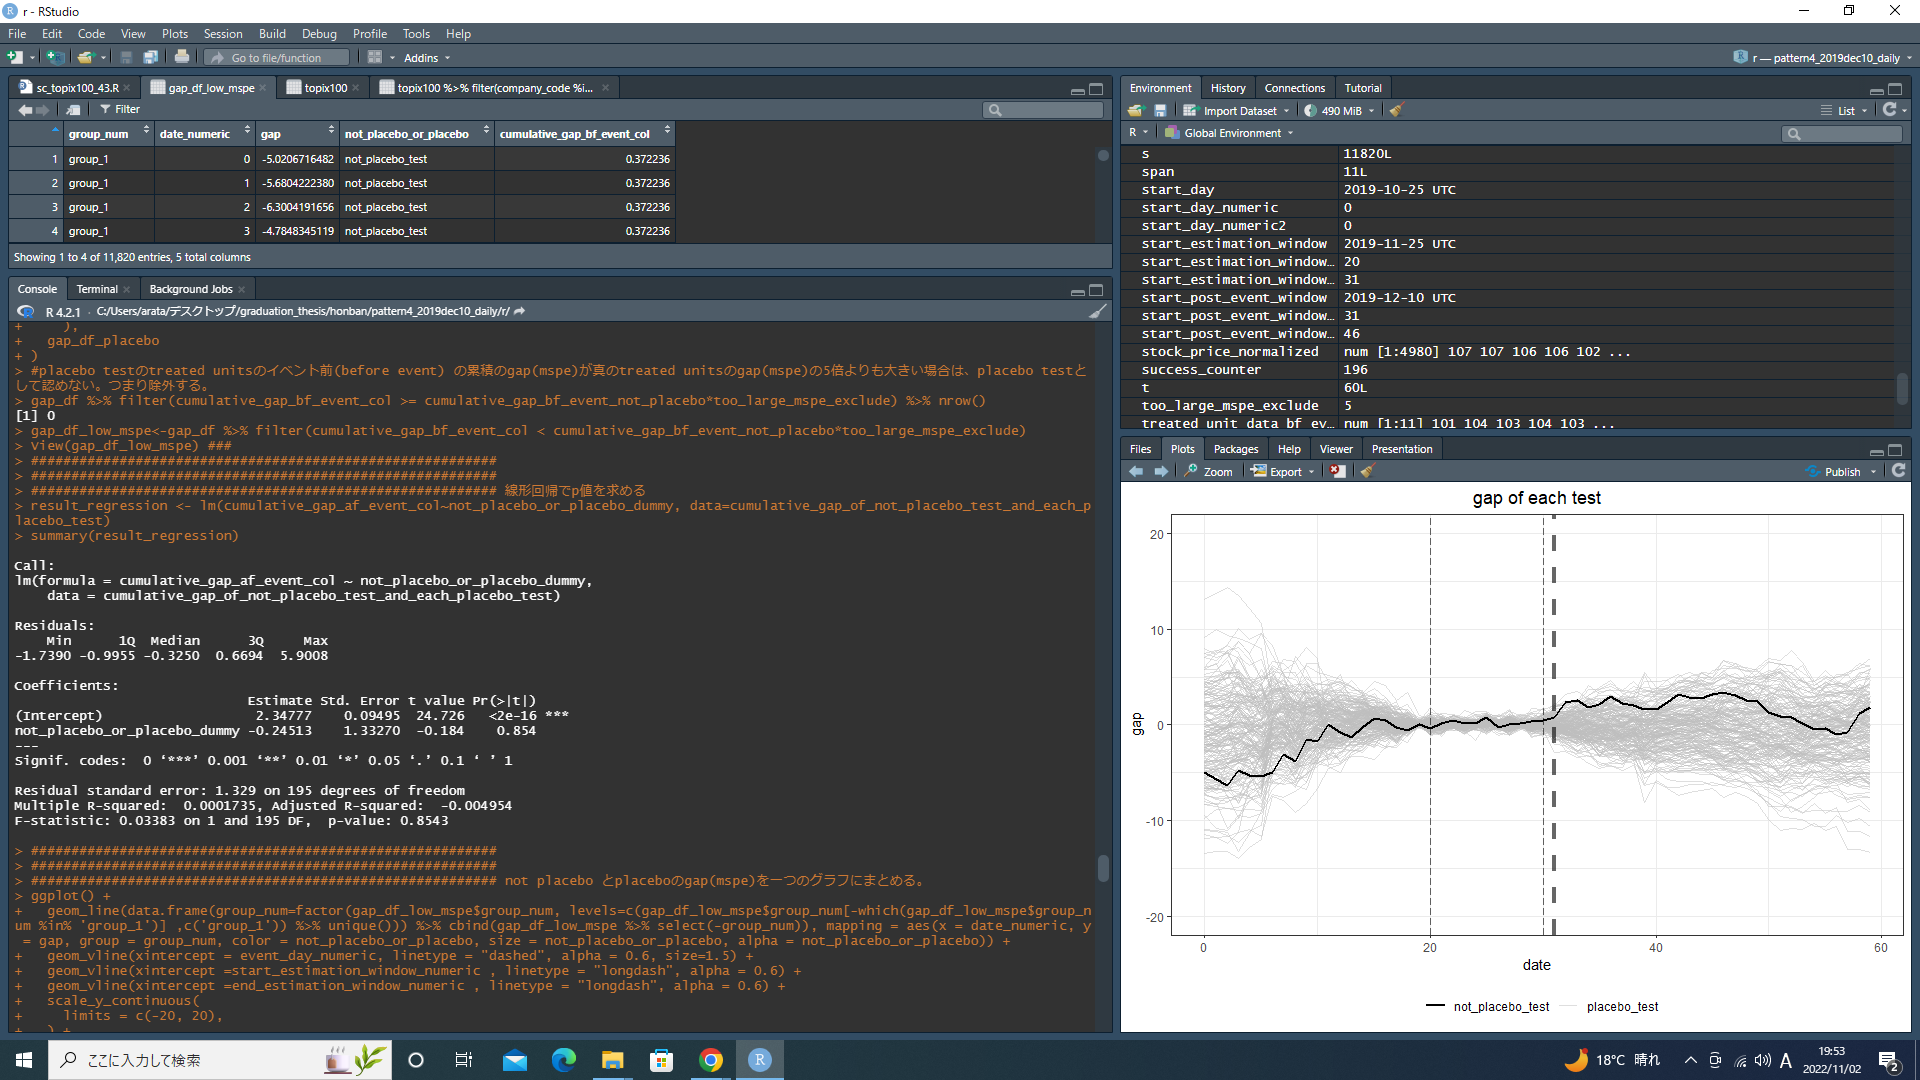 r - RStudio
File Edit Code View Plots Session Build Debug Profile Tools Help
Go to file/function Addins r — pattern4_2019dec10_daily
sc_topix100_43.R gap_df_low_mspe topix100 topix100 %>% filter(company_code %i...
Filter
group_num date_numeric gap not_placebo_or_placebo cumulative_gap_bf_event_col
1 group_1 0 -5.0206716482 not_placebo_test 0.372236
2 group_1 1 -5.6804222380 not_placebo_test 0.372236
3 group_1 2 -6.3004191656 not_placebo_test 0.372236
4 group_1 3 -4.7848345119 not_placebo_test 0.372236
Showing 1 to 4 of 11,820 entries, 5 total columns
Console Terminal Background Jobs
R 4.2.1 · C:/Users/arata/デスクトップ/graduation_thesis/honban/pattern4_2019dec10_daily/r/
+     ),
+   gap_df_placebo
+ )
> #placebo testのtreated unitsのイベント前(before event) の累積のgap(mspe)が真のtreated unitsのgap(mspe)の5倍よりも大きい場合は、placebo testと
して認めない。つまり除外する。
> gap_df %>% filter(cumulative_gap_bf_event_col >= cumulative_gap_bf_event_not_placebo*too_large_mspe_exclude) %>% nrow()
[1] 0
> gap_df_low_mspe<-gap_df %>% filter(cumulative_gap_bf_event_col < cumulative_gap_bf_event_not_placebo*too_large_mspe_exclude)
> View(gap_df_low_mspe) ###
> ##########################################################
> ##########################################################
> ########################################################## 線形回帰でp値を求める
> result_regression <- lm(cumulative_gap_af_event_col~not_placebo_or_placebo_dummy, data=cumulative_gap_of_not_placebo_test_and_each_p
lacebo_test)
> summary(result_regression)
Call:
lm(formula = cumulative_gap_af_event_col ~ not_placebo_or_placebo_dummy,
    data = cumulative_gap_of_not_placebo_test_and_each_placebo_test)
Residuals:
    Min      1Q  Median      3Q     Max
-1.7390 -0.9955 -0.3250  0.6694  5.9008
Coefficients:
                             Estimate Std. Error t value Pr(>|t|)
(Intercept)                   2.34777    0.09495  24.726   <2e-16 ***
not_placebo_or_placebo_dummy -0.24513    1.33270  -0.184    0.854
---
Signif. codes:  0 ‘***’ 0.001 ‘**’ 0.01 ‘*’ 0.05 ‘.’ 0.1 ‘ ’ 1
Residual standard error: 1.329 on 195 degrees of freedom
Multiple R-squared:  0.0001735, Adjusted R-squared:  -0.004954
F-statistic: 0.03383 on 1 and 195 DF,  p-value: 0.8543
> ##########################################################
> ##########################################################
> ########################################################## not placebo とplaceboのgap(mspe)を一つのグラフにまとめる。
> ggplot() +
+   geom_line(data.frame(group_num=factor(gap_df_low_mspe$group_num, levels=c(gap_df_low_mspe$group_num[-which(gap_df_low_mspe$group_n
um %in% 'group_1')] ,c('group_1')) %>% unique())) %>% cbind(gap_df_low_mspe %>% select(-group_num)), mapping = aes(x = date_numeric, y
 = gap, group = group_num, color = not_placebo_or_placebo, size = not_placebo_or_placebo, alpha = not_placebo_or_placebo)) +
+   geom_vline(xintercept = event_day_numeric, linetype = "dashed", alpha = 0.6, size=1.5) +
+   geom_vline(xintercept =start_estimation_window_numeric , linetype = "longdash", alpha = 0.6) +
+   geom_vline(xintercept =end_estimation_window_numeric , linetype = "longdash", alpha = 0.6) +
+   scale_y_continuous(
+     limits = c(-20, 20),
+   ) +
Environment History Connections Tutorial
Import Dataset 490 MiB List
R Global Environment
s 11820L
span 11L
start_day 2019-10-25 UTC
start_day_numeric 0
start_day_numeric2 0
start_estimation_window 2019-11-25 UTC
start_estimation_window… 20
start_estimation_window… 31
start_post_event_window 2019-12-10 UTC
start_post_event_window… 31
start_post_event_window… 46
stock_price_normalized num [1:4980] 107 107 106 106 102 ...
success_counter 196
t 60L
too_large_mspe_exclude 5
treated_unit_data_bf_ev… num [1:11] 101 104 103 104 103 ...
Files Plots Packages Help Viewer Presentation
Zoom Export Publish
gap of each test
20
10
0
-10
-20
gap
0 20 40 60
date
not_placebo_test placebo_test
ここに入力して検索
18°C 晴れ A 19:53
2022/11/02 2